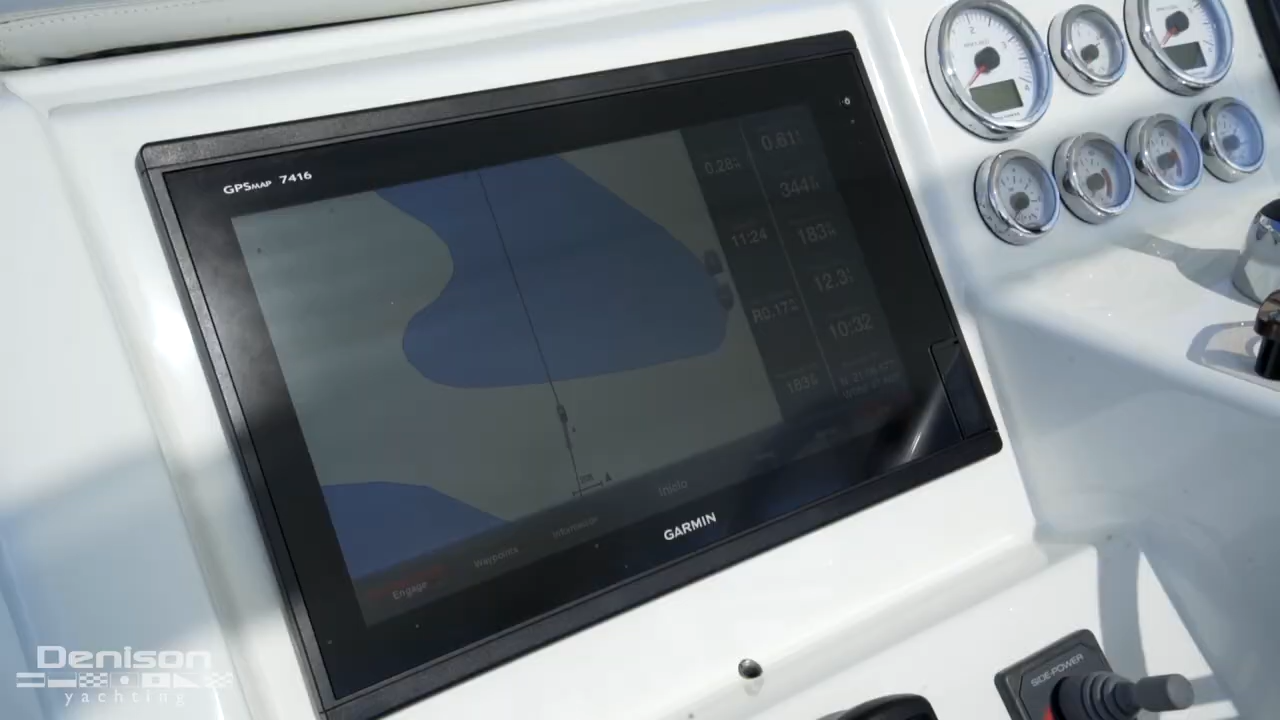 GPSMAP 7416
0.28
0.61
344
11:24
183
12.3
R0.17
10:32
183
Engage
Waypoints
Information
Inicio
GARMIN
SIDE-POWER
Denison
yachting